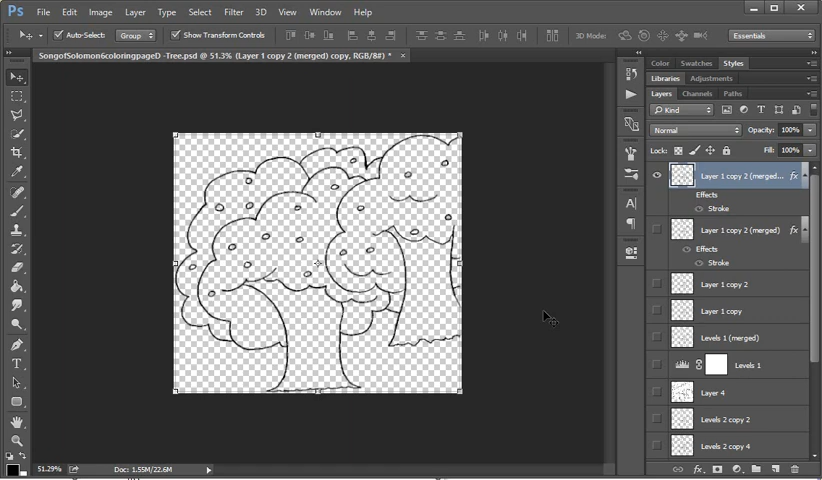 Ps File Edit Image Layer Type Select Filter 3D View Window Help
Auto-Select: Group Show Transform Controls 3D Mode: Essentials
SongofSolomon6coloringpageD -Tree.psd @ 51.3% (Layer 1 copy 2 (merged) copy, RGB/8#) *
Color Swatches Styles
Libraries Adjustments
Layers Channels Paths
Kind
Normal Opacity: 100%
Lock: Fill: 100%
Layer 1 copy 2 (merged... fx
Effects
Stroke
Layer 1 copy 2 (merged) fx
Effects
Stroke
Layer 1 copy 2
Layer 1 copy
Levels 1 (merged)
Levels 1
Layer 4
Levels 2 copy 2
Levels 2 copy 4
51.29% Doc: 1.55M/22.6M